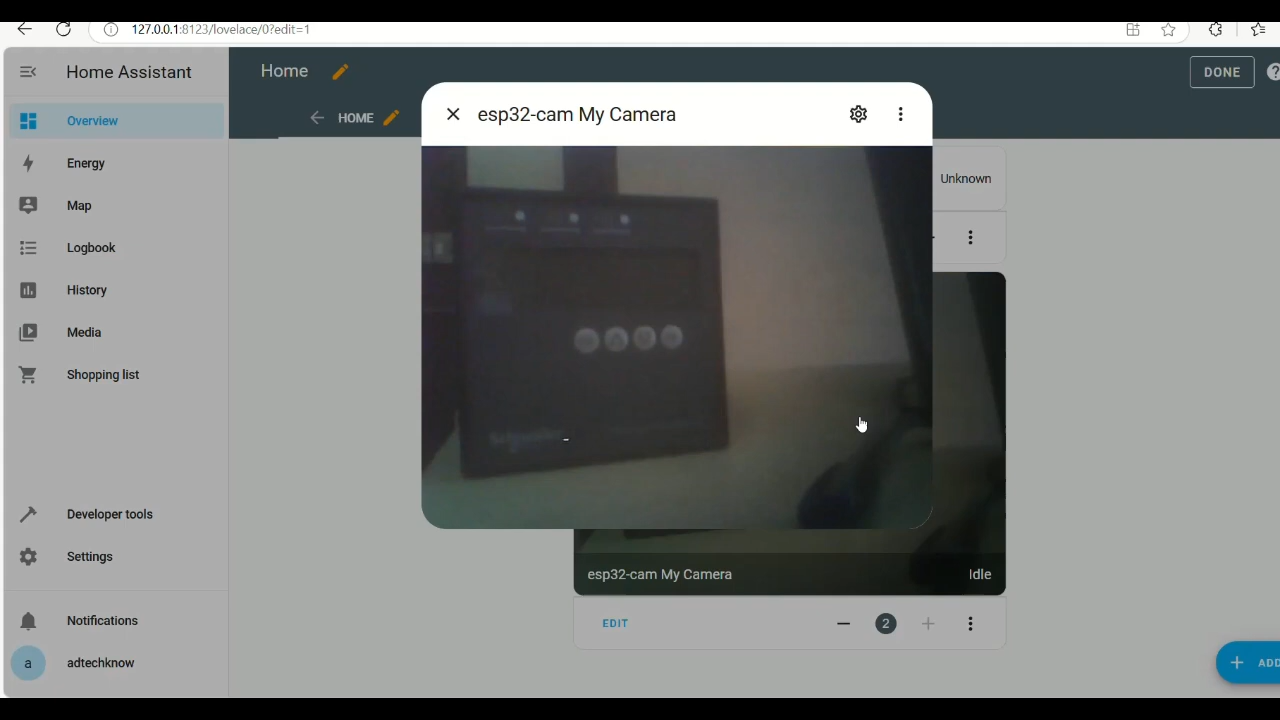 127.0.0.1:8123/lovelace/0?edit=1
Home Assistant
Home
DONE
?
HOME
esp32-cam My Camera
Overview
Energy
Map
Logbook
History
Media
Shopping list
Developer tools
Settings
Notifications
a
adtechknow
Unknown
esp32-cam My Camera
Idle
EDIT
2
ADD